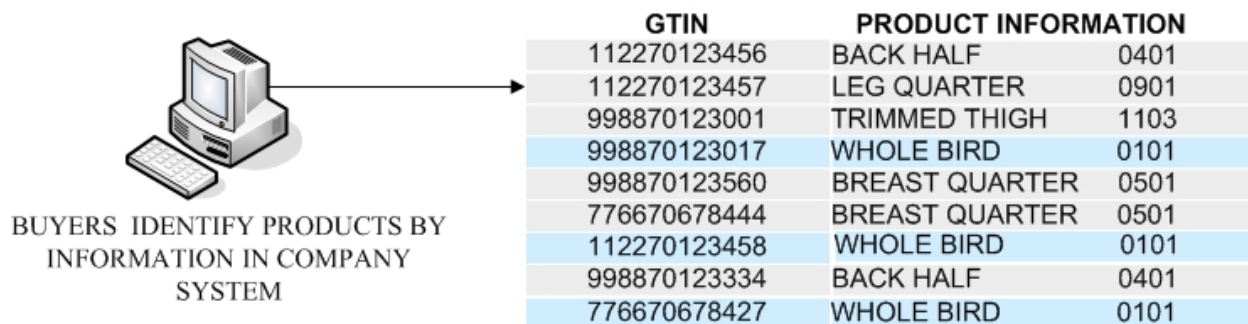 GTIN PRODUCT INFORMATION
112270123456 BACK HALF 0401
112270123457 LEG QUARTER 0901
998870123001 TRIMMED THIGH 1103
998870123017 WHOLE BIRD 0101
998870123560 BREAST QUARTER 0501
776670678444 BREAST QUARTER 0501
112270123458 WHOLE BIRD 0101
998870123334 BACK HALF 0401
776670678427 WHOLE BIRD 0101
BUYERS IDENTIFY PRODUCTS BY
INFORMATION IN COMPANY
SYSTEM